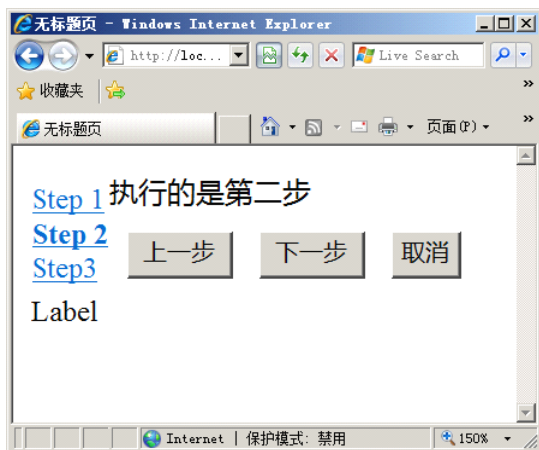 无标题页 - Windows Internet Explorer
http://loc... Live Search
收藏夹
无标题页 页面(P)
Step 1 执行的是第二步
Step 2
Step3 上一步 下一步 取消
Label
Internet | 保护模式: 禁用 150%